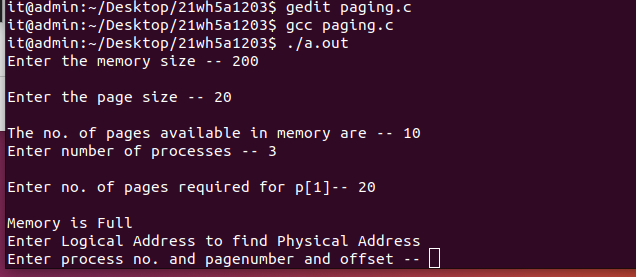 it@admin:~/Desktop/21wh5a1203$ gedit paging.c
it@admin:~/Desktop/21wh5a1203$ gcc paging.c
it@admin:~/Desktop/21wh5a1203$ ./a.out
Enter the memory size -- 200
Enter the page size -- 20
The no. of pages available in memory are -- 10
Enter number of processes -- 3
Enter no. of pages required for p[1]-- 20
Memory is Full
Enter Logical Address to find Physical Address
Enter process no. and pagenumber and offset --